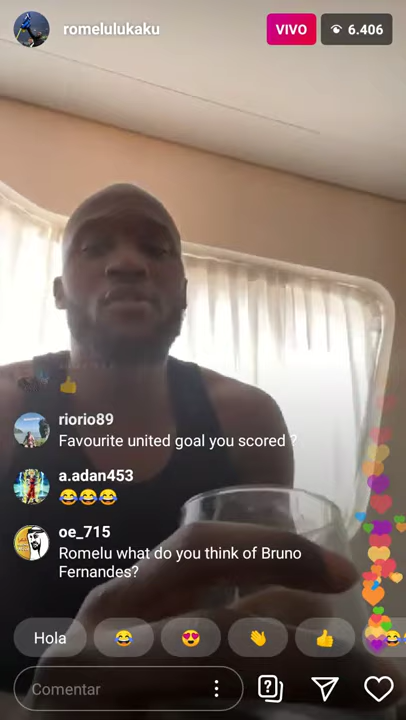 romelulukaku
VIVO
6.406
riorio89
Favourite united goal you scored ?
a.adan453
😂😂😂
oe_715
Romelu what do you think of Bruno
Fernandes?
Hola
Comentar